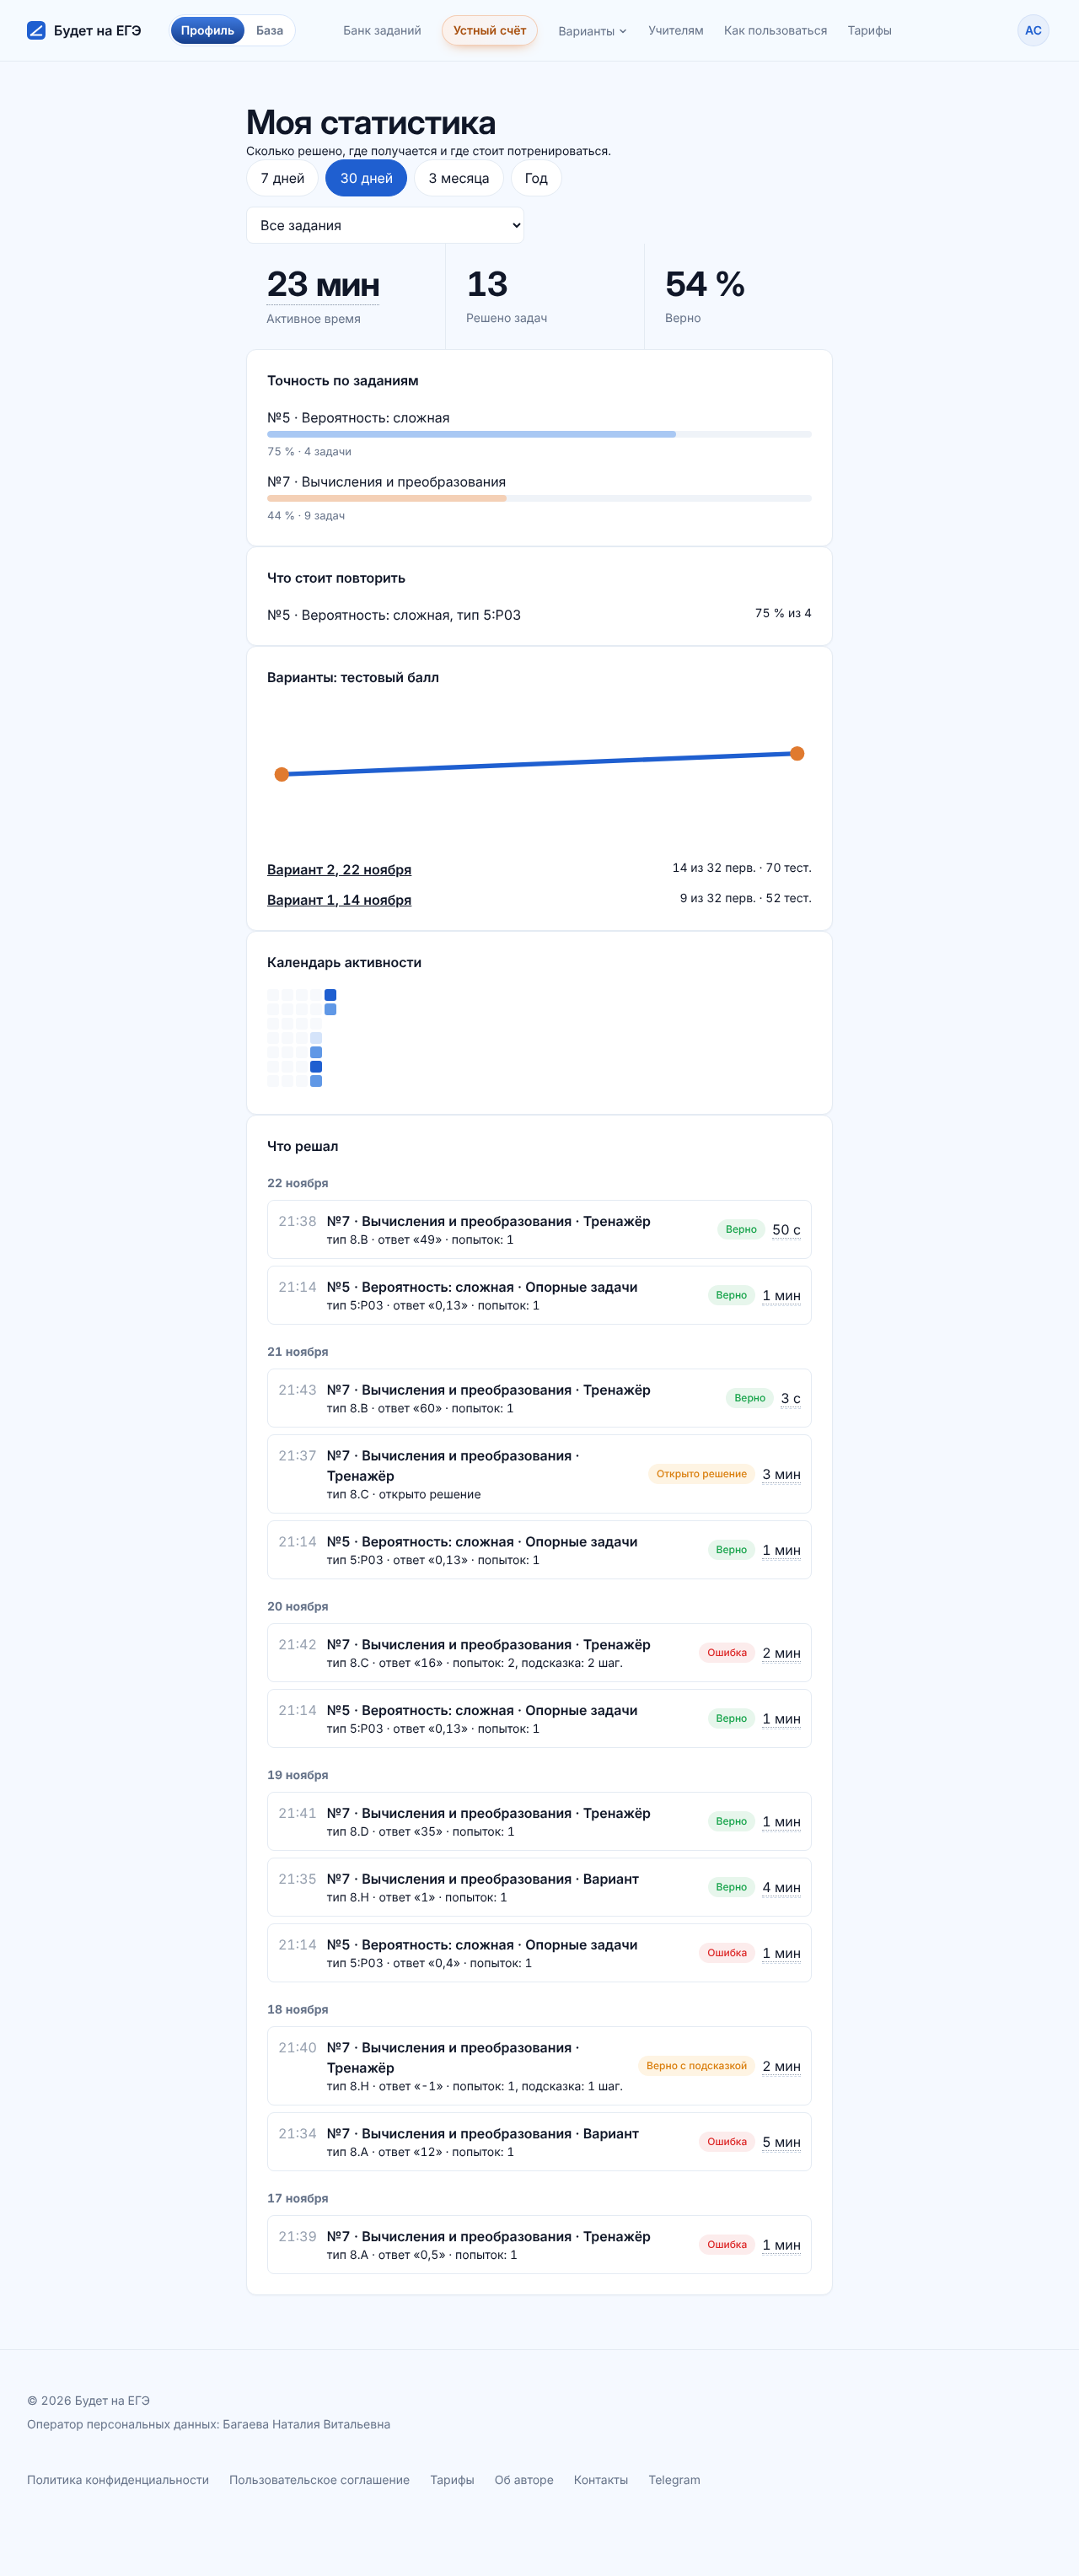 Будет на ЕГЭ
Профиль База
Банк заданий Устный счёт Варианты Учителям Как пользоваться Тарифы
АС
Моя статистика
Сколько решено, где получается и где стоит потренироваться.
7 дней 30 дней 3 месяца Год
Все задания
23 мин
Активное время
13
Решено задач
54 %
Верно
Точность по заданиям
№5 · Вероятность: сложная
75 % · 4 задачи
№7 · Вычисления и преобразования
44 % · 9 задач
Что стоит повторить
№5 · Вероятность: сложная, тип 5:P03 75 % из 4
Варианты: тестовый балл
Вариант 2, 22 ноября 14 из 32 перв. · 70 тест.
Вариант 1, 14 ноября 9 из 32 перв. · 52 тест.
Календарь активности
Что решал
22 ноября
21:38 №7 · Вычисления и преобразования · Тренажёр Верно 50 с
тип 8.B · ответ «49» · попыток: 1
21:14 №5 · Вероятность: сложная · Опорные задачи Верно 1 мин
тип 5:P03 · ответ «0,13» · попыток: 1
21 ноября
21:43 №7 · Вычисления и преобразования · Тренажёр Верно 3 с
тип 8.B · ответ «60» · попыток: 1
21:37 №7 · Вычисления и преобразования ·
Тренажёр Открыто решение 3 мин
тип 8.C · открыто решение
21:14 №5 · Вероятность: сложная · Опорные задачи Верно 1 мин
тип 5:P03 · ответ «0,13» · попыток: 1
20 ноября
21:42 №7 · Вычисления и преобразования · Тренажёр Ошибка 2 мин
тип 8.C · ответ «16» · попыток: 2, подсказка: 2 шаг.
21:14 №5 · Вероятность: сложная · Опорные задачи Верно 1 мин
тип 5:P03 · ответ «0,13» · попыток: 1
19 ноября
21:41 №7 · Вычисления и преобразования · Тренажёр Верно 1 мин
тип 8.D · ответ «35» · попыток: 1
21:35 №7 · Вычисления и преобразования · Вариант Верно 4 мин
тип 8.H · ответ «1» · попыток: 1
21:14 №5 · Вероятность: сложная · Опорные задачи Ошибка 1 мин
тип 5:P03 · ответ «0,4» · попыток: 1
18 ноября
21:40 №7 · Вычисления и преобразования ·
Тренажёр Верно с подсказкой 2 мин
тип 8.H · ответ «-1» · попыток: 1, подсказка: 1 шаг.
21:34 №7 · Вычисления и преобразования · Вариант Ошибка 5 мин
тип 8.A · ответ «12» · попыток: 1
17 ноября
21:39 №7 · Вычисления и преобразования · Тренажёр Ошибка 1 мин
тип 8.A · ответ «0,5» · попыток: 1
© 2026 Будет на ЕГЭ
Оператор персональных данных: Багаева Наталия Витальевна
Политика конфиденциальности Пользовательское соглашение Тарифы Об авторе Контакты Telegram